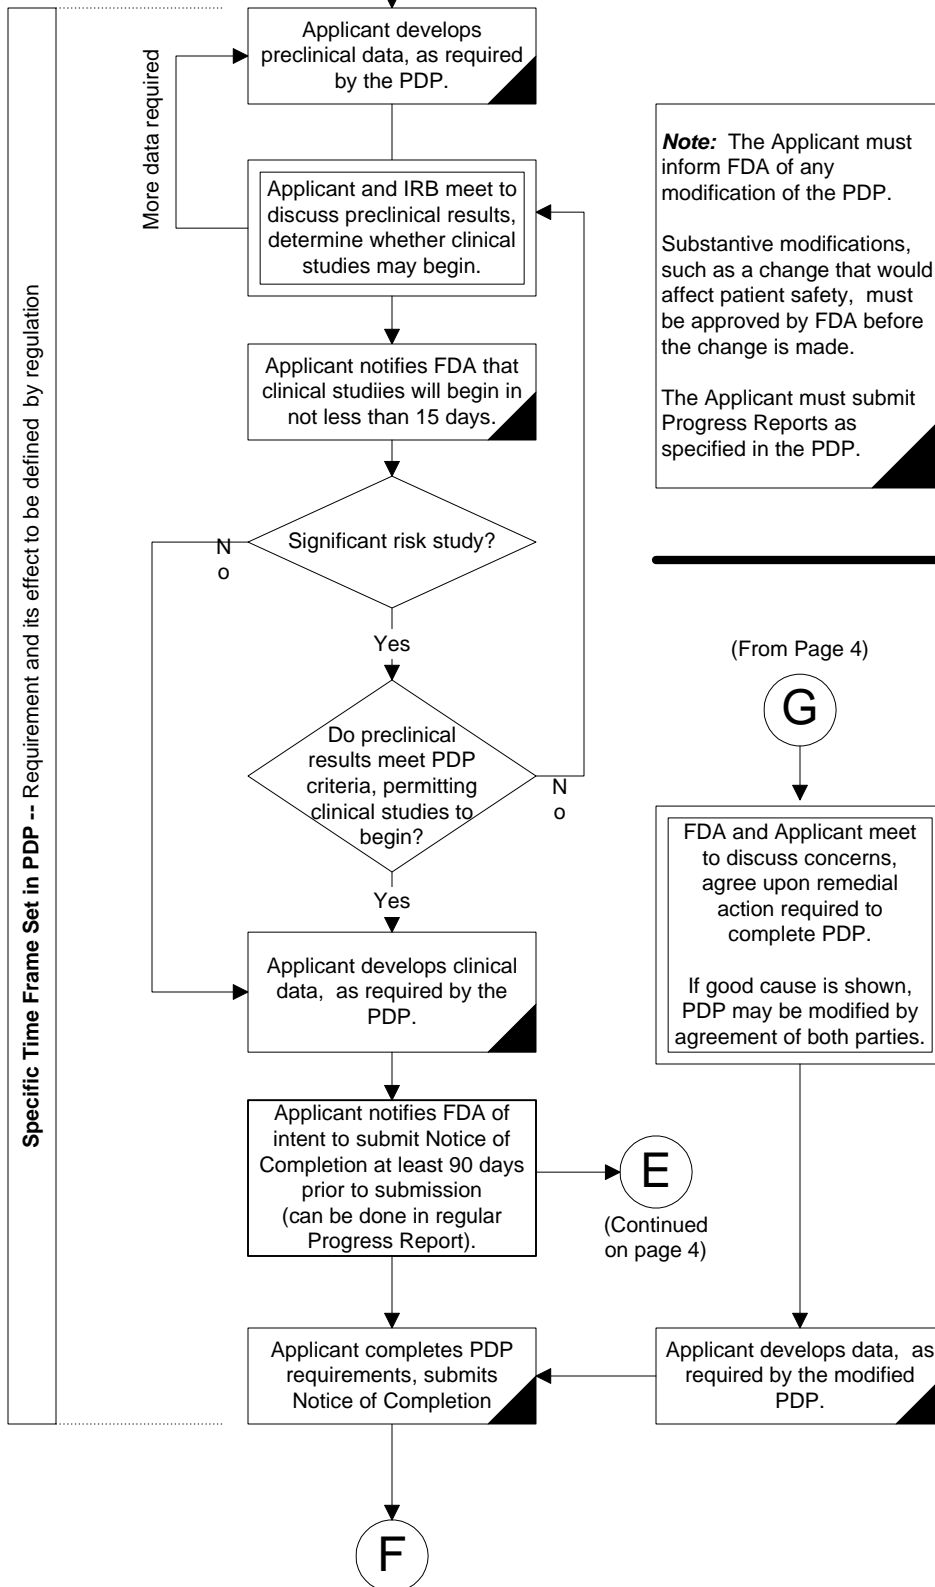 Specific Time Frame Set in PDP -- Requirement and its effect to be defined by regulation
Applicant develops
preclinical data, as required
by the PDP.
More data required
Applicant and IRB meet to
discuss preclinical results,
determine whether clinical
studies may begin.
Applicant notifies FDA that
clinical studiies will begin in
not less than 15 days.
Significant risk study?
N
o
Yes
Do preclinical
results meet PDP
criteria, permitting
clinical studies to
begin?
N
o
Yes
Applicant develops clinical
data, as required by the
PDP.
Applicant notifies FDA of
intent to submit Notice of
Completion at least 90 days
prior to submission
(can be done in regular
Progress Report).
E
(Continued
on page 4)
Applicant completes PDP
requirements, submits
Notice of Completion
F
Note: The Applicant must
inform FDA of any
modification of the PDP.
Substantive modifications,
such as a change that would
affect patient safety, must
be approved by FDA before
the change is made.
The Applicant must submit
Progress Reports as
specified in the PDP.
(From Page 4)
G
FDA and Applicant meet
to discuss concerns,
agree upon remedial
action required to
complete PDP.
If good cause is shown,
PDP may be modified by
agreement of both parties.
Applicant develops data, as
required by the modified
PDP.